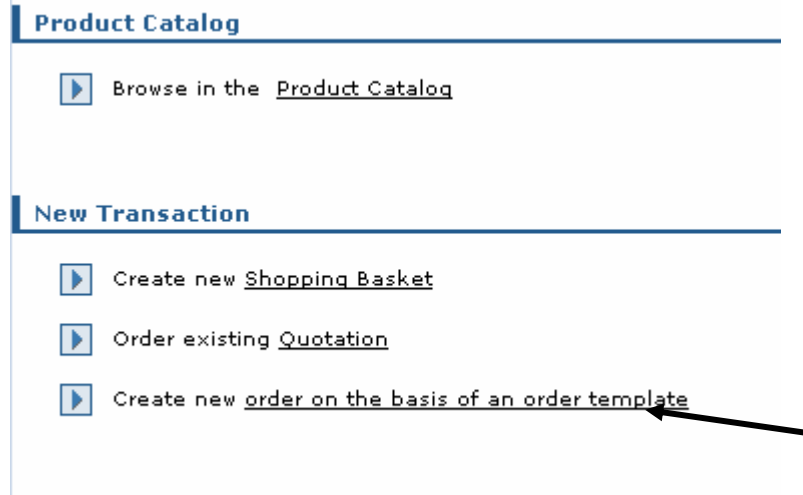 Product Catalog
Browse in the Product Catalog
New Transaction
Create new Shopping Basket
Order existing Quotation
Create new order on the basis of an order template